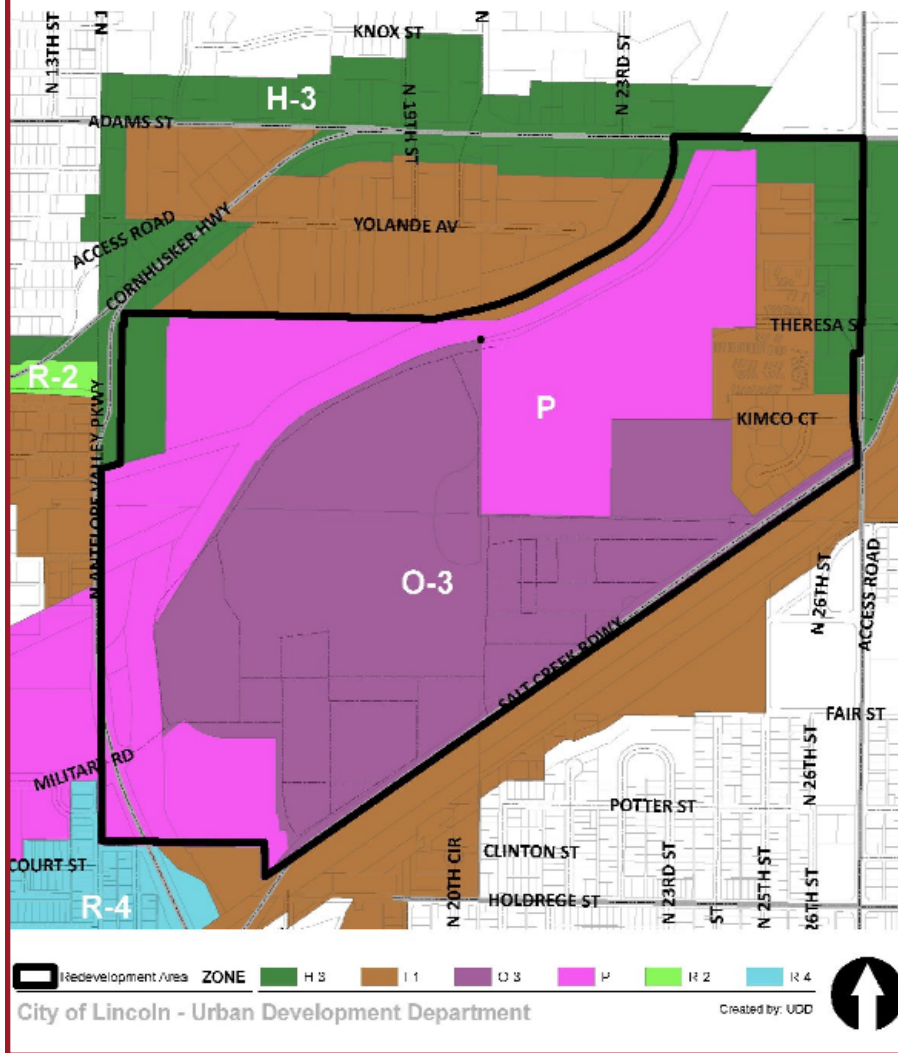 N 13TH ST
N 1
KNOX ST
N
N 23RD ST
H-3
N 19TH ST
ADAMS ST
ACCESS ROAD
CORNHUSKER HWY
YOLANDE AV
THERESA S
R-2
P
KIMCO CT
N ANTELOPE VALLEY PKWY
O-3
N 26TH ST
ACCESS ROAD
SALT CREEK RDWY
FAIR ST
MILITARY RD
N 26TH ST
POTTER ST
COURT ST
N 20TH CIR
CLINTON ST
N 23RD ST
ST
N 25TH ST
26TH ST
R-4
HOLDREGE ST
Redevelopment Area ZONE H 3 I 1 O 3 P R 2 R 4
City of Lincoln - Urban Development Department
Created by: UDD